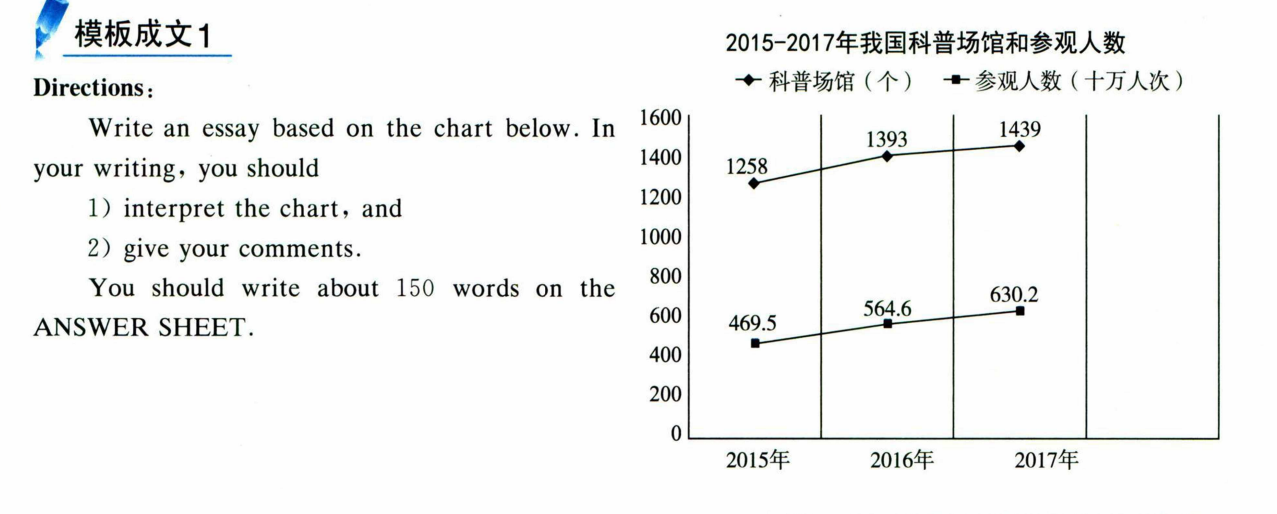 模板成文1
Directions:
Write an essay based on the chart below. In
your writing, you should
1) interpret the chart, and
2) give your comments.
You should write about 150 words on the
ANSWER SHEET.
2015-2017年我国科普场馆和参观人数
科普场馆（个） 参观人数（十万人次）
1600
1400
1200
1000
800
600
400
200
0
1258
1393
1439
469.5
564.6
630.2
2015年 2016年 2017年